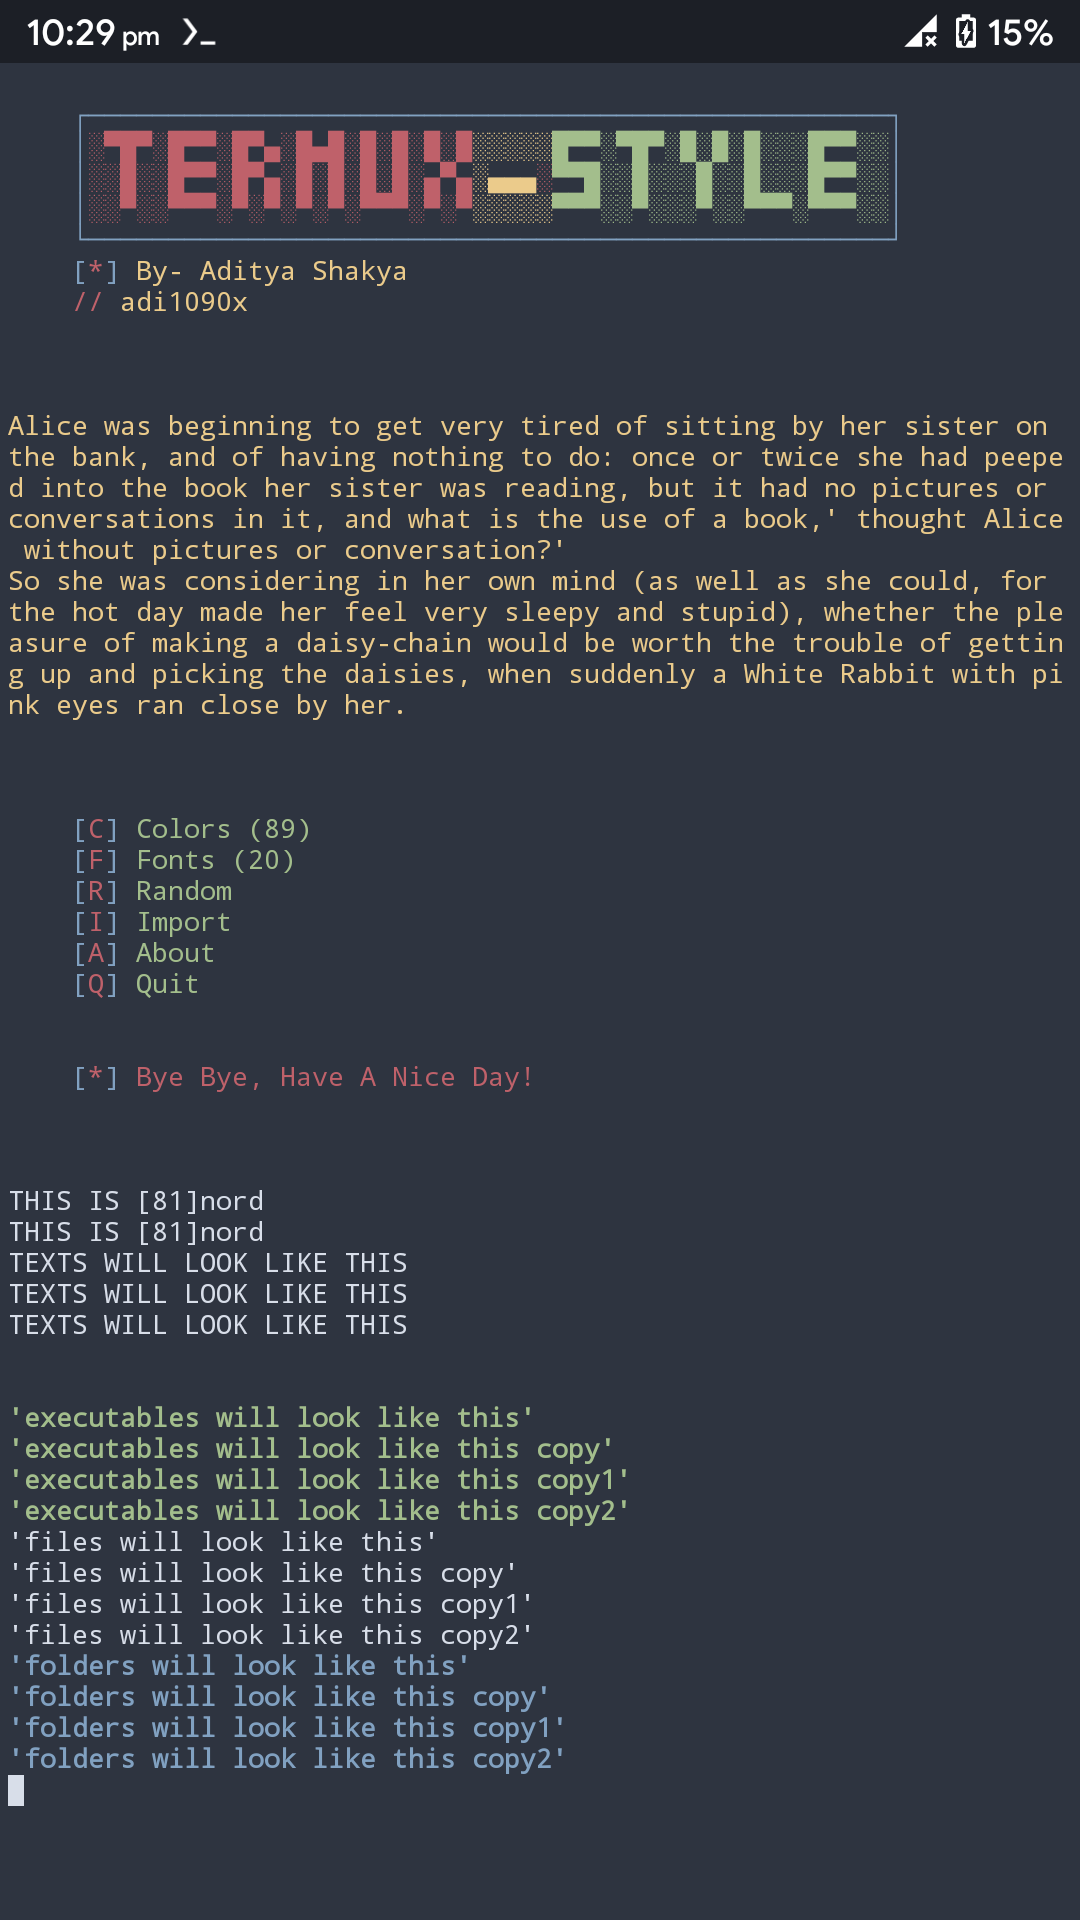 10:29 pm 15%
TERMUX-STYLE
[*] By- Aditya Shakya
// adi1090x
Alice was beginning to get very tired of sitting by her sister on
the bank, and of having nothing to do: once or twice she had peepe
d into the book her sister was reading, but it had no pictures or
conversations in it, and what is the use of a book,' thought Alice
without pictures or conversation?'
So she was considering in her own mind (as well as she could, for
the hot day made her feel very sleepy and stupid), whether the ple
asure of making a daisy-chain would be worth the trouble of gettin
g up and picking the daisies, when suddenly a White Rabbit with pi
nk eyes ran close by her.
[C] Colors (89)
[F] Fonts (20)
[R] Random
[I] Import
[A] About
[Q] Quit
[*] Bye Bye, Have A Nice Day!
THIS IS [81]nord
THIS IS [81]nord
TEXTS WILL LOOK LIKE THIS
TEXTS WILL LOOK LIKE THIS
TEXTS WILL LOOK LIKE THIS
'executables will look like this'
'executables will look like this copy'
'executables will look like this copy1'
'executables will look like this copy2'
'files will look like this'
'files will look like this copy'
'files will look like this copy1'
'files will look like this copy2'
'folders will look like this'
'folders will look like this copy'
'folders will look like this copy1'
'folders will look like this copy2'